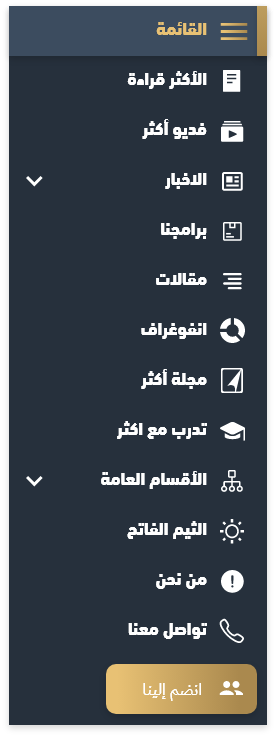 القائمة
الأكثر قراءة
فديو أكثر
الاخبار
برامجنا
مقالات
انفوغراف
مجلة أكثر
تدرب مع اكثر
الأقسام العامة
الثيم الفاتح
من نحن
تواصل معنا
انضم إلينا